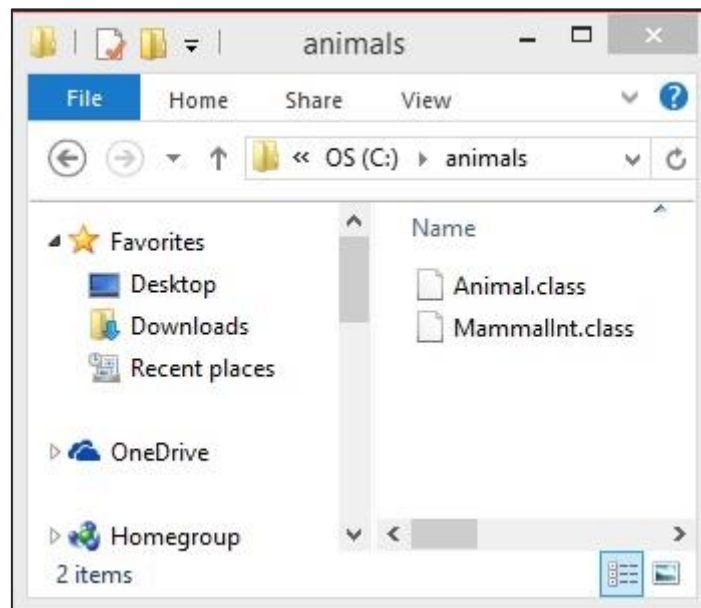 animals
File Home Share View
« OS (C:) animals
Favorites
Desktop
Downloads
Recent places
OneDrive
Homegroup
Name
Animal.class
MammalInt.class
2 items